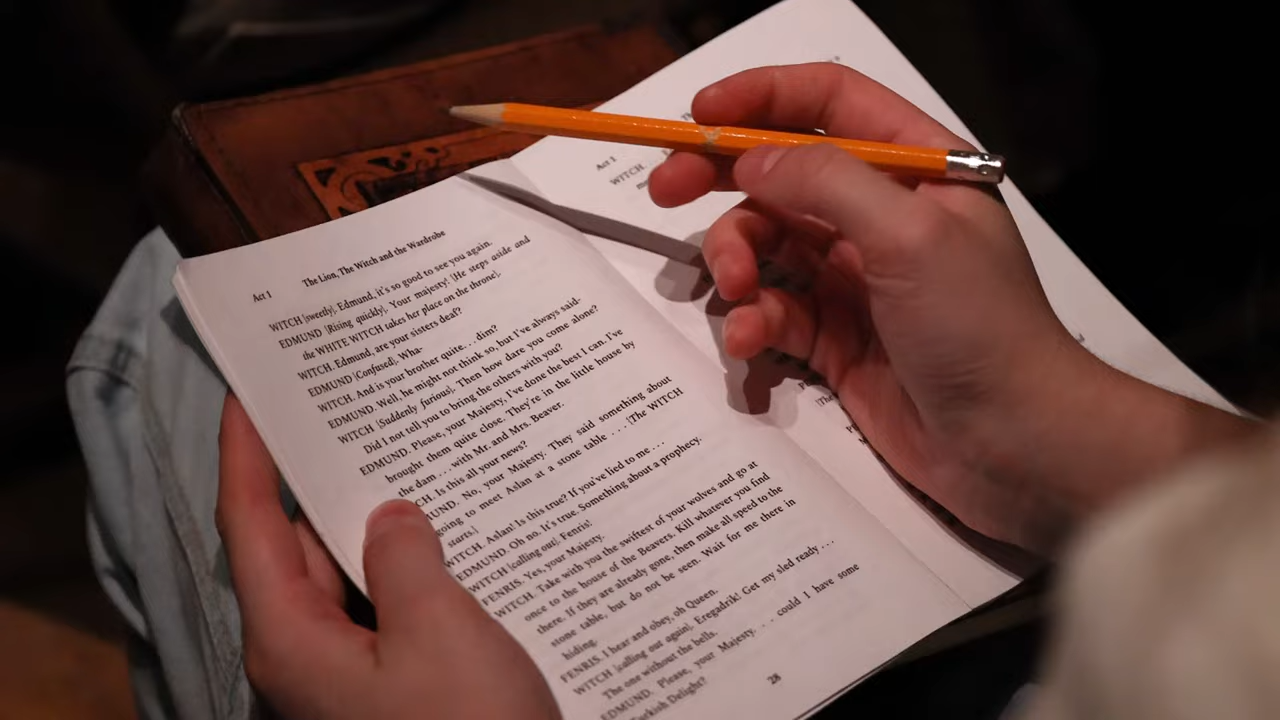 Act 1 The Lion, The Witch and the Wardrobe
WITCH [sweetly]. Edmund, it's so good to see you again.
EDMUND [Rising quickly]. Your majesty! [He steps aside and
the WHITE WITCH takes her place on the throne].
WITCH. Edmund, are your sisters deaf?
EDMUND [Confused]. Wha-
WITCH. And is your brother quite. . . dim?
EDMUND. Well, he might not think so, but I've always said-
WITCH [Suddenly furious]. Then how dare you come alone?
Did I not tell you to bring the others with you?
EDMUND. Please, your Majesty, I've done the best I can. I've
brought them quite close. They're in the little house by
the dam . . . with Mr. and Mrs. Beaver.
CH. Is this all your news?
UND. No, your Majesty. They said something about
going to meet Aslan at a stone table . . . . [The WITCH
starts.]
WITCH. Aslan! Is this true? If you've lied to me . . .
EDMUND. Oh no. It's true. Something about a prophecy.
WITCH [calling out]. Fenris!
FENRIS. Yes, your Majesty.
WITCH. Take with you the swiftest of your wolves and go at
once to the house of the Beavers. Kill whatever you find
there. If they are already gone, then make all speed to the
stone table, but do not be seen. Wait for me there in
hiding.
FENRIS. I hear and obey, oh Queen.
WITCH [calling out again]. Eregadrik! Get my sled ready . . .
The one without the bells.
EDMUND. Please, your Majesty. . . . could I have some
Turkish Delight?
28
Act 1
WITCH.